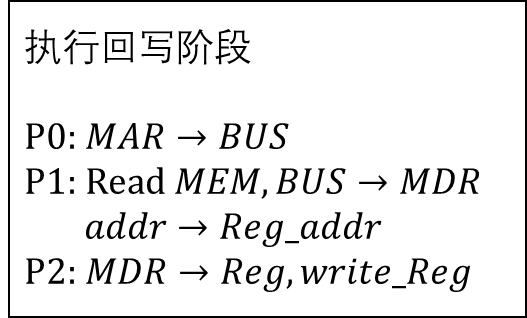 执行回写阶段
P0: MAR → BUS
P1: Read MEM, BUS → MDR
addr → Reg_addr
P2: MDR → Reg, write_Reg